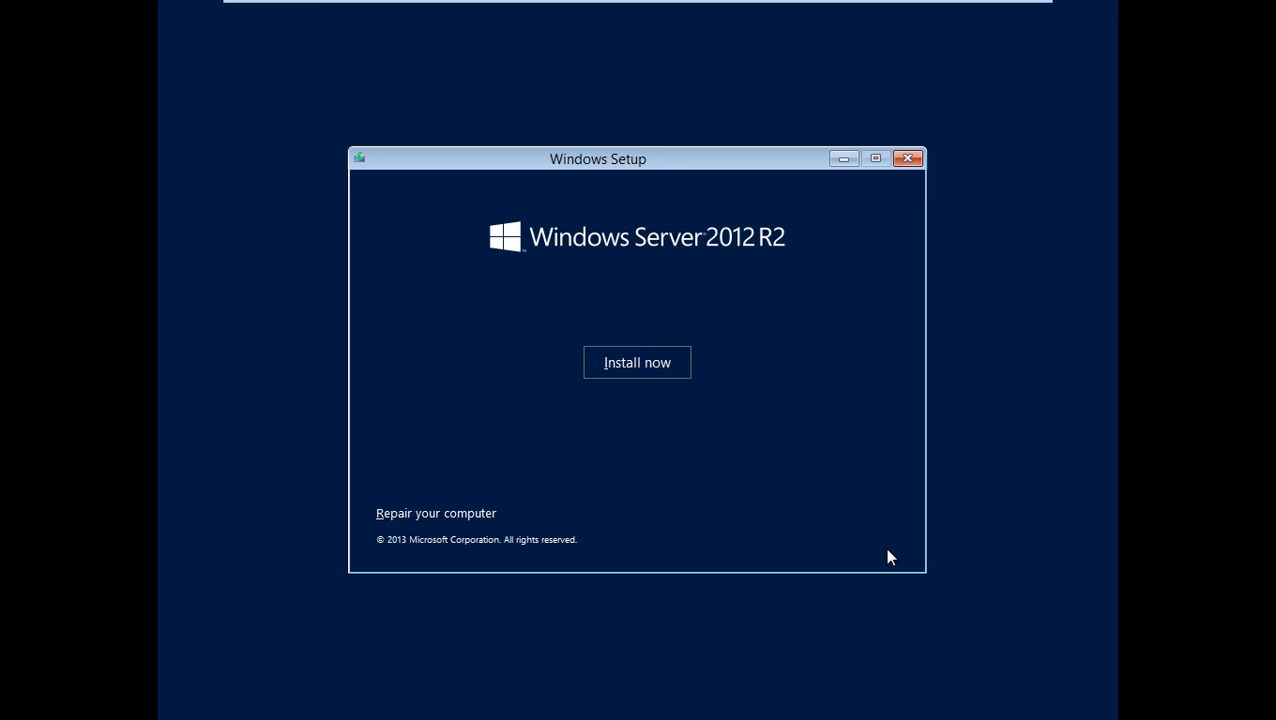 Windows Setup
Windows Server 2012 R2
Install now
Repair your computer
© 2013 Microsoft Corporation. All rights reserved.